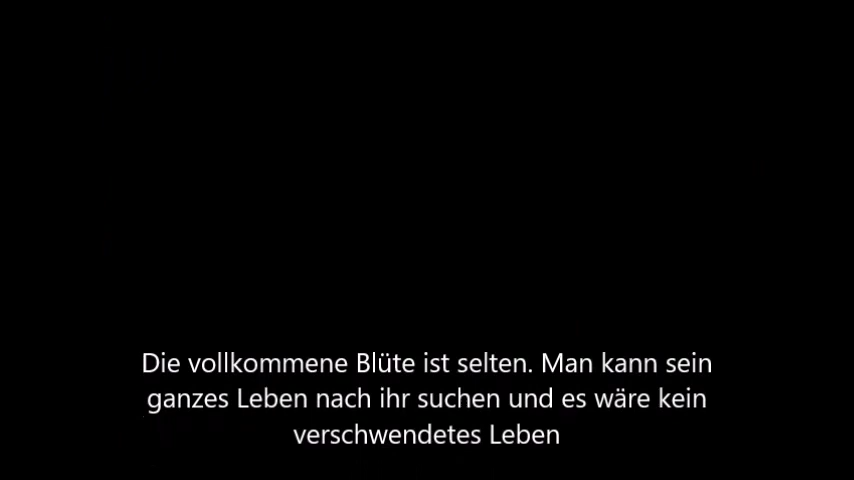 Die vollkommene Blüte ist selten. Man kann sein
ganzes Leben nach ihr suchen und es wäre kein
verschwendetes Leben